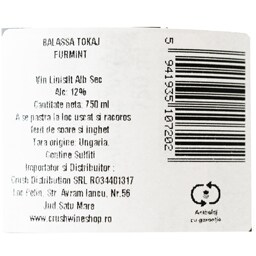 BALASSA TOKAJ
FURMINT
Vin Linistit Alb Sec
Alc: 12%
Cantitate neta: 750 ml
A se pastra la loc uscat si racoros
ferit de soare si inghet
Tara origine: Ungaria.
Contine Sulfiti
Importator si Distribuitor :
Crush Distribution SRL RO34401317
Loc Petin, Str. Avram Iancu, Nr.56
Jud Satu Mare
www.crushwineshop.ro
5 941935 107202
Ambalaj
cu garanție